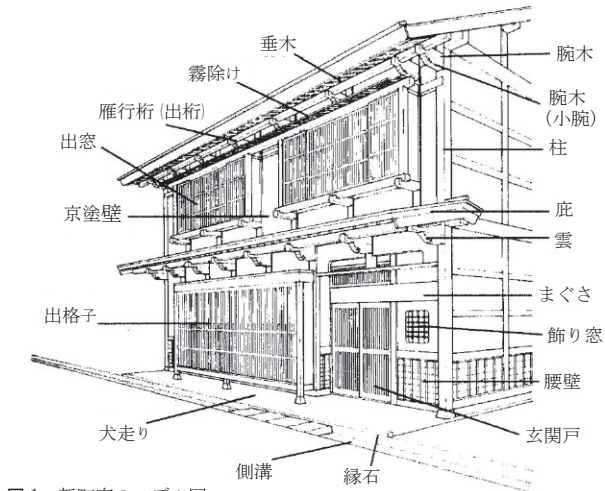 垂木
霧除け
雁行桁(出桁)
出窓
京塗壁
出格子
犬走り
側溝
縁石
腕木
腕木
(小腕)
柱
庇
雲
まぐさ
飾り窓
腰壁
玄関戸